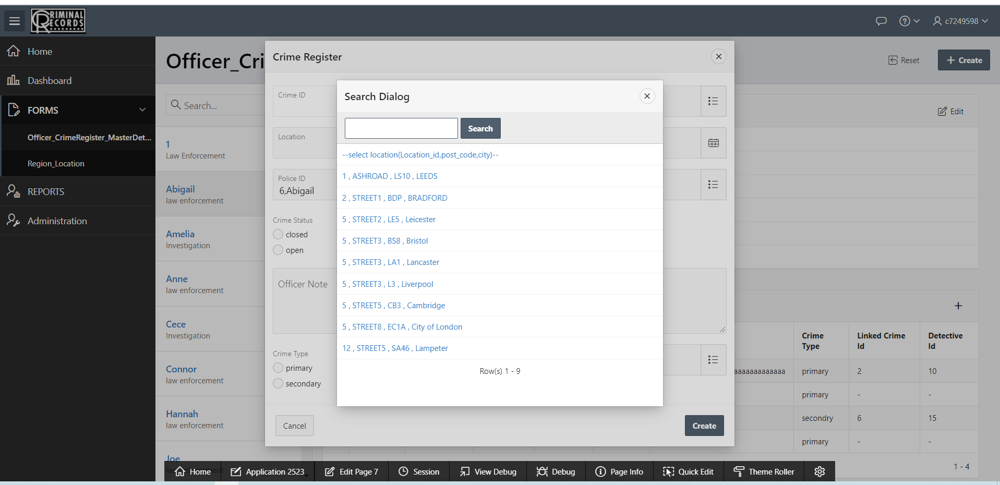 CRIMINAL
RECORDS
c7249598
Home
Dashboard
FORMS
Officer_CrimeRegister_MasterDet...
Region_Location
REPORTS
Administration
Officer_Cri
Reset
Create
Search...
1
Law Enforcement
Abigail
law enforcement
Amelia
Investigation
Anne
law enforcement
Cece
Investigation
Connor
law enforcement
Hannah
law enforcement
Joe
Edit
Crime Register
Crime ID
Location
Police ID
6,Abigail
Crime Status
closed
open
Officer Note
Crime Type
primary
secondary
Cancel
Create
Search Dialog
Search
--select location(Location_id,post_code,city)--
1 , ASHROAD , LS10 , LEEDS
2 , STREET1 , BDP , BRADFORD
5 , STREET2 , LE5 , Leicester
5 , STREET3 , BS8 , Bristol
5 , STREET3 , LA1 , Lancaster
5 , STREET3 , L3 , Liverpool
5 , STREET5 , CB3 , Cambridge
5 , STREET8 , EC1A , City of London
12 , STREET5 , SA46 , Lampeter
Row(s) 1 - 9
Crime Type Linked Crime Id Detective Id
aaaaaaaaaaaaa primary 2 10
primary - -
secondry 6 15
primary - -
1 - 4
Home Application 2523 Edit Page 7 Session View Debug Debug Page Info Quick Edit Theme Roller